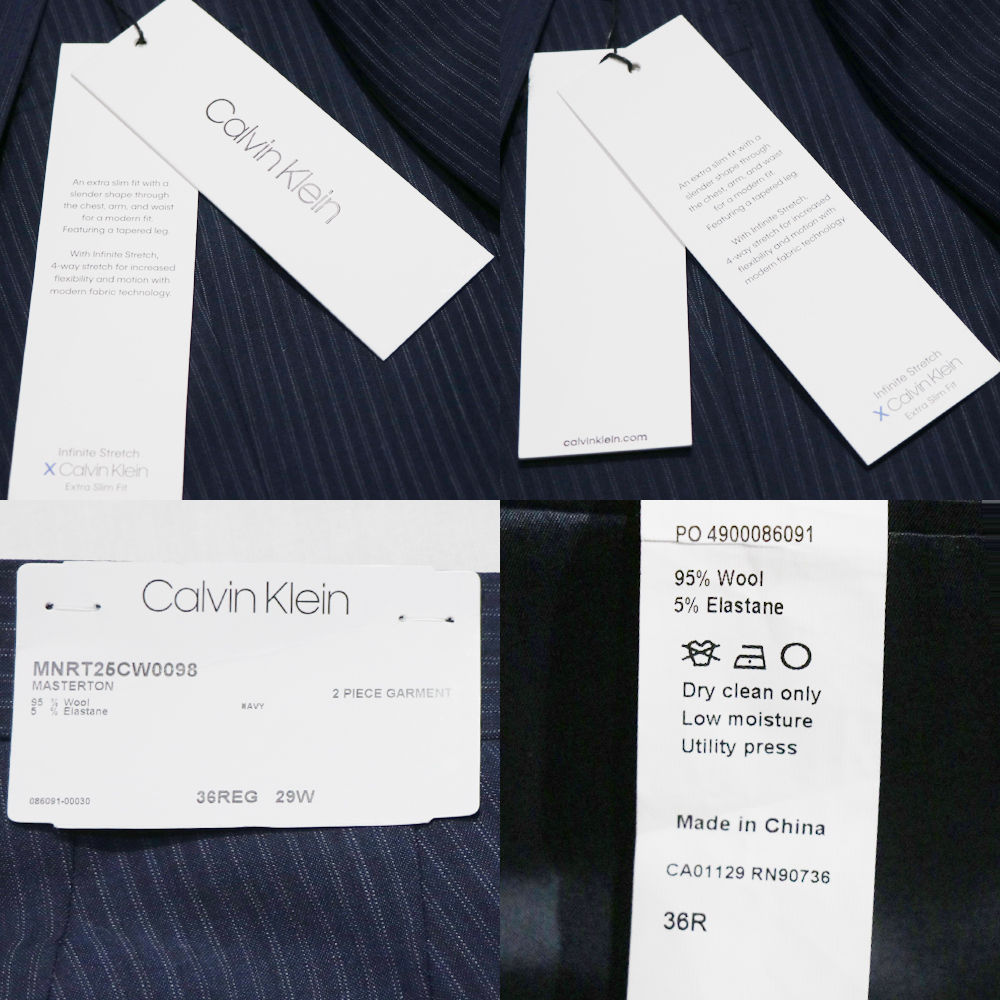 Calvin Klein
An extra slim fit with a
slender shape through
the chest, arm, and waist
for a modern fit.
Featuring a tapered leg.
With Infinite Stretch,
4-way stretch for increased
flexibility and motion with
modern fabric technology.
Infinite Stretch
X Calvin Klein
Extra Slim Fit
An extra slim fit with a
slender shape through
the chest, arm, and waist
for a modern fit.
Featuring a tapered leg.
With Infinite Stretch,
4-way stretch for increased
flexibility and motion with
modern fabric technology.
Infinite Stretch
X Calvin Klein
Extra Slim Fit
calvinklein.com
Calvin Klein
MNRT25CW0098
MASTERTON
95 % Wool
5 % Elastane
NAVY
2 PIECE GARMENT
086091-00030
36REG 29W
PO 4900086091
95% Wool
5% Elastane
Dry clean only
Low moisture
Utility press
Made in China
CA01129 RN90736
36R